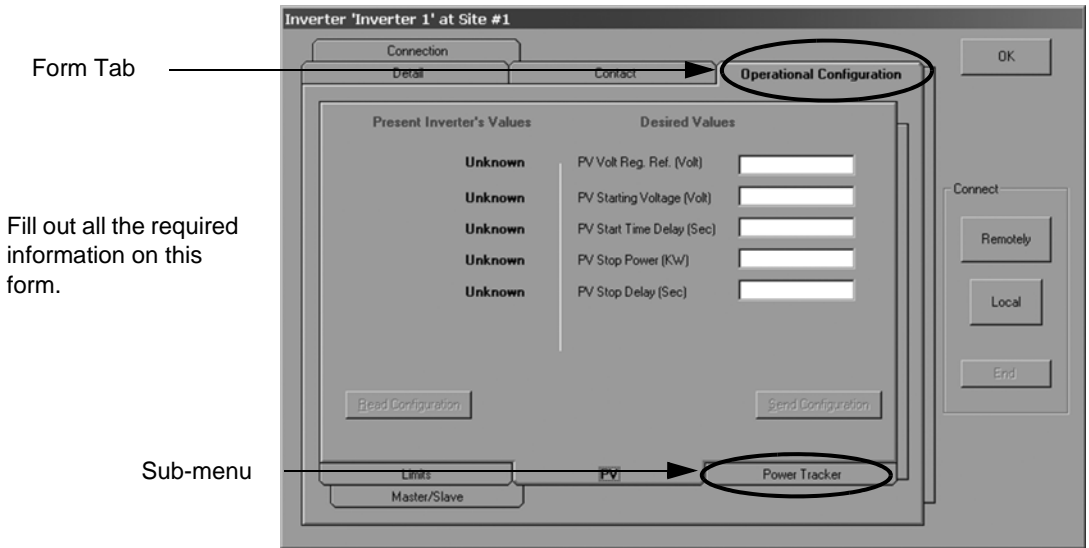 Inverter 'Inverter 1' at Site #1
Connection
Form Tab
Detail
Contact
Operational Configuration
OK
Present Inverter's Values
Desired Values
Unknown
PV Volt Reg. Ref. (Volt)
Unknown
PV Starting Voltage (Volt)
Unknown
PV Start Time Delay (Sec)
Unknown
PV Stop Power (KW)
Unknown
PV Stop Delay (Sec)
Fill out all the required
information on this
form.
Connect
Remotely
Local
End
Read Configuration
Send Configuration
Sub-menu
Limits
PV
Power Tracker
Master/Slave